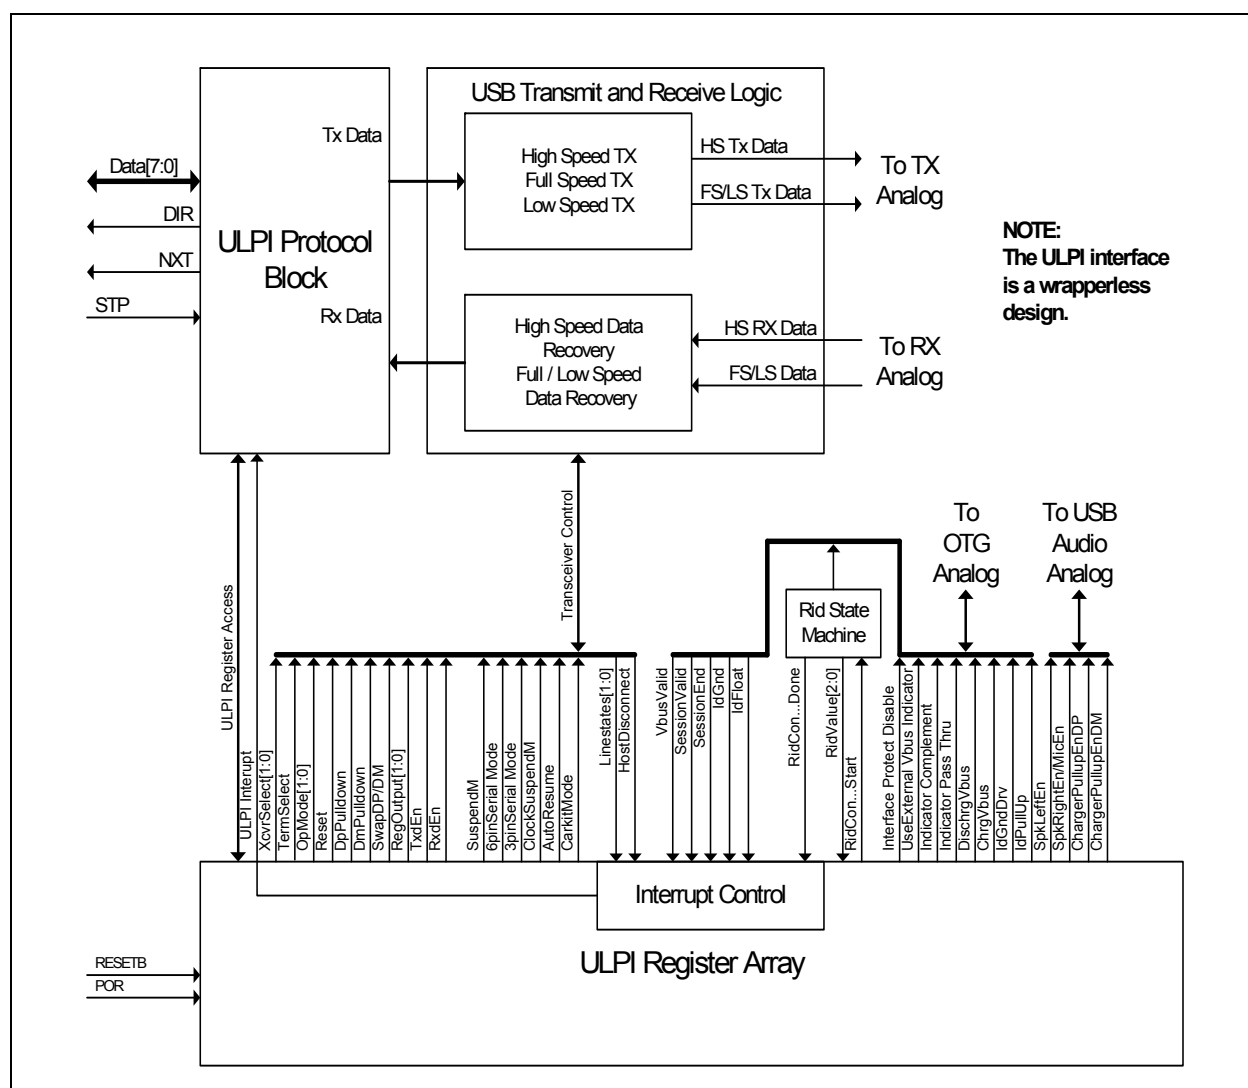 USB Transmit and Receive Logic
Tx Data
High Speed TX
Full Speed TX
Low Speed TX
HS Tx Data
FS/LS Tx Data
To TX
Analog
Data[7:0]
DIR
NXT
STP
ULPI Protocol
Block
Rx Data
High Speed Data
Recovery
Full / Low Speed
Data Recovery
HS RX Data
FS/LS Data
To RX
Analog
NOTE:
The ULPI interface
is a wrapperless
design.
ULPI Register Access
ULPI Interupt
Transceiver Control
To
OTG
Analog
To USB
Audio
Analog
Rid State
Machine
XcvrSelect[1:0]
TermSelect
OpMode[1:0]
Reset
DpPulldown
DmPulldown
SwapDP/DM
RegOutput[1:0]
TxdEn
RxdEn
SuspendM
6pinSerial Mode
3pinSerial Mode
ClockSuspendM
AutoResume
CarkitMode
Linestates[1:0]
HostDisconnect
VbusValid
SessionValid
SessionEnd
IdGnd
IdFloat
RidCon...Done
RidValue[2:0]
RidCon...Start
Interface Protect Disable
UseExternal Vbus Indicator
Indicator Complement
Indicator Pass Thru
DischrgVbus
ChrgVbus
IdGndDrv
IdPullUp
SpkLeftEn
SpkRightEn/MicEn
ChargerPullupEnDP
ChargerPullupEnDM
Interrupt Control
ULPI Register Array
RESETB
POR